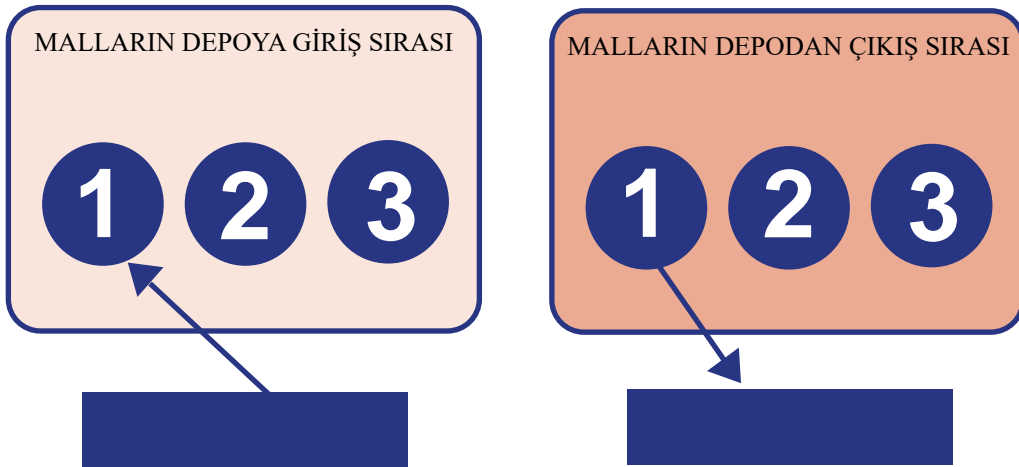 MALLARIN DEPOYA GİRİŞ SIRASI
1 2 3
MALLARIN DEPODAN ÇIKIŞ SIRASI
1 2 3